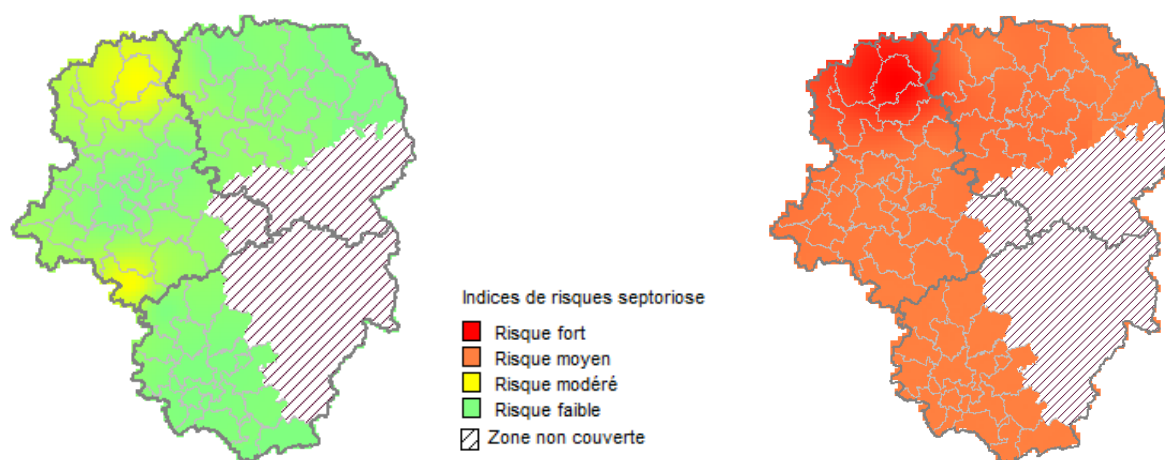 Indices de risques septoriose
Risque fort
Risque moyen
Risque modéré
Risque faible
Zone non couverte